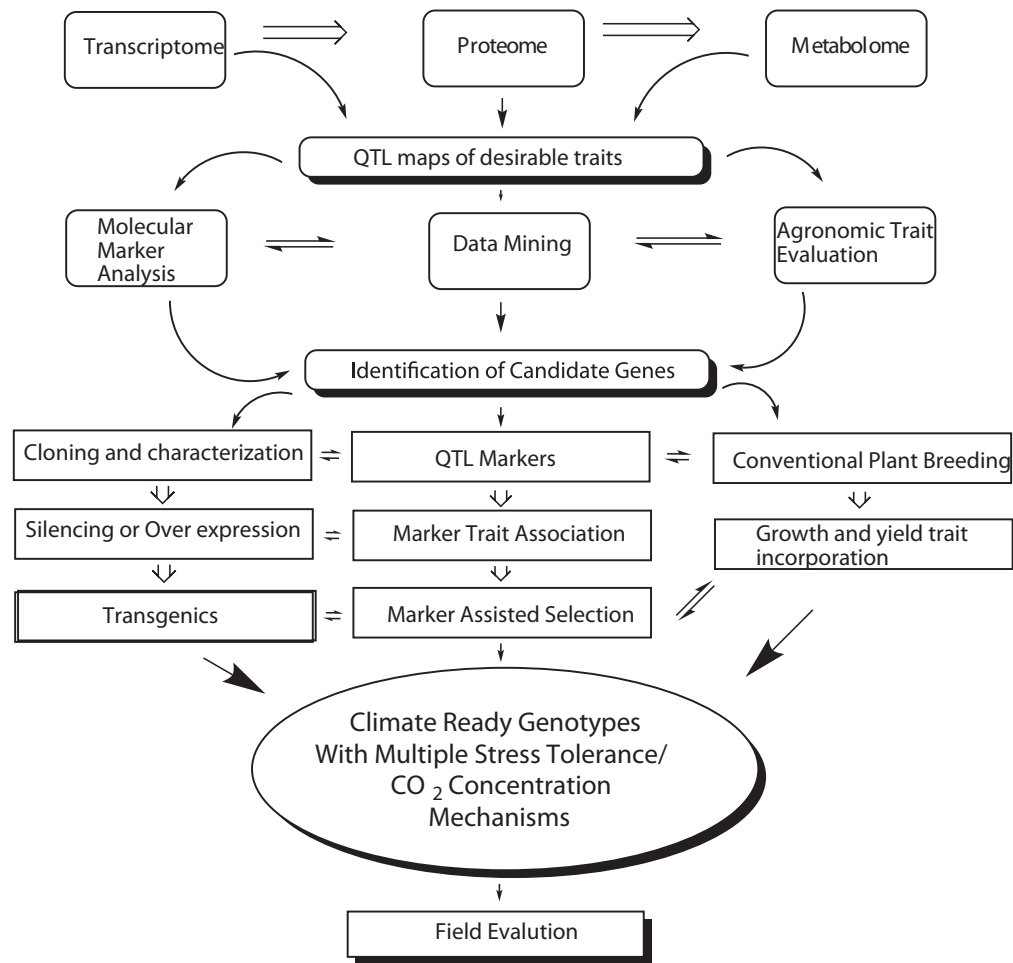 Transcriptome
Proteome
Metabolome
QTL maps of desirable traits
Molecular
Marker
Analysis
Data Mining
Agronomic Trait
Evaluation
Identification of Candidate Genes
Cloning and characterization
QTL Markers
Conventional Plant Breeding
Silencing or Over expression
Marker Trait Association
Growth and yield trait
incorporation
Transgenics
Marker Assisted Selection
Climate Ready Genotypes
With Multiple Stress Tolerance/
CO 2 Concentration
Mechanisms
Field Evalution